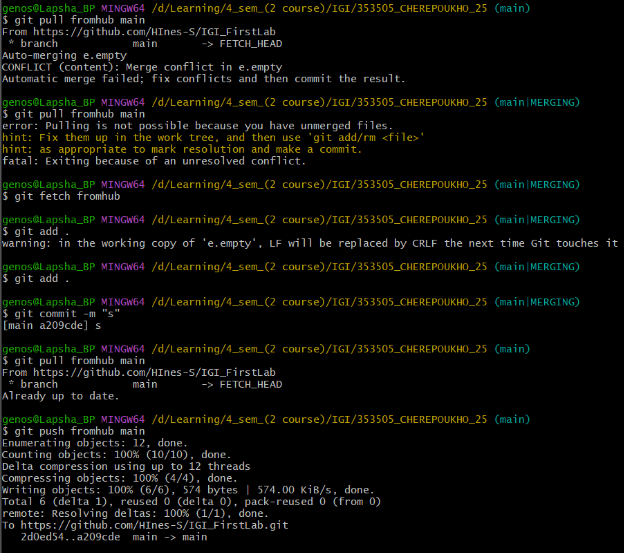 genos@Lapsha_BP MINGW64 /d/Learning/4_sem_(2 course)/IGI/353505_CHEREPOUKHO_25 (main)
$ git pull fromhub main
From https://github.com/HInes-S/IGI_FirstLab
 * branch            main       -> FETCH_HEAD
Auto-merging e.empty
CONFLICT (content): Merge conflict in e.empty
Automatic merge failed; fix conflicts and then commit the result.
genos@Lapsha_BP MINGW64 /d/Learning/4_sem_(2 course)/IGI/353505_CHEREPOUKHO_25 (main|MERGING)
$ git pull fromhub main
error: Pulling is not possible because you have unmerged files.
hint: Fix them up in the work tree, and then use 'git add/rm <file>'
hint: as appropriate to mark resolution and make a commit.
fatal: Exiting because of an unresolved conflict.
genos@Lapsha_BP MINGW64 /d/Learning/4_sem_(2 course)/IGI/353505_CHEREPOUKHO_25 (main|MERGING)
$ git fetch fromhub
genos@Lapsha_BP MINGW64 /d/Learning/4_sem_(2 course)/IGI/353505_CHEREPOUKHO_25 (main|MERGING)
$ git add .
warning: in the working copy of 'e.empty', LF will be replaced by CRLF the next time Git touches it
genos@Lapsha_BP MINGW64 /d/Learning/4_sem_(2 course)/IGI/353505_CHEREPOUKHO_25 (main|MERGING)
$ git add .
genos@Lapsha_BP MINGW64 /d/Learning/4_sem_(2 course)/IGI/353505_CHEREPOUKHO_25 (main|MERGING)
$ git commit -m "s"
[main a209cde] s
genos@Lapsha_BP MINGW64 /d/Learning/4_sem_(2 course)/IGI/353505_CHEREPOUKHO_25 (main)
$ git pull fromhub main
From https://github.com/HInes-S/IGI_FirstLab
 * branch            main       -> FETCH_HEAD
Already up to date.
genos@Lapsha_BP MINGW64 /d/Learning/4_sem_(2 course)/IGI/353505_CHEREPOUKHO_25 (main)
$ git push fromhub main
Enumerating objects: 12, done.
Counting objects: 100% (10/10), done.
Delta compression using up to 12 threads
Compressing objects: 100% (4/4), done.
Writing objects: 100% (6/6), 574 bytes | 574.00 KiB/s, done.
Total 6 (delta 1), reused 0 (delta 0), pack-reused 0 (from 0)
remote: Resolving deltas: 100% (1/1), done.
To https://github.com/HInes-S/IGI_FirstLab.git
   2d0ed54..a209cde  main -> main